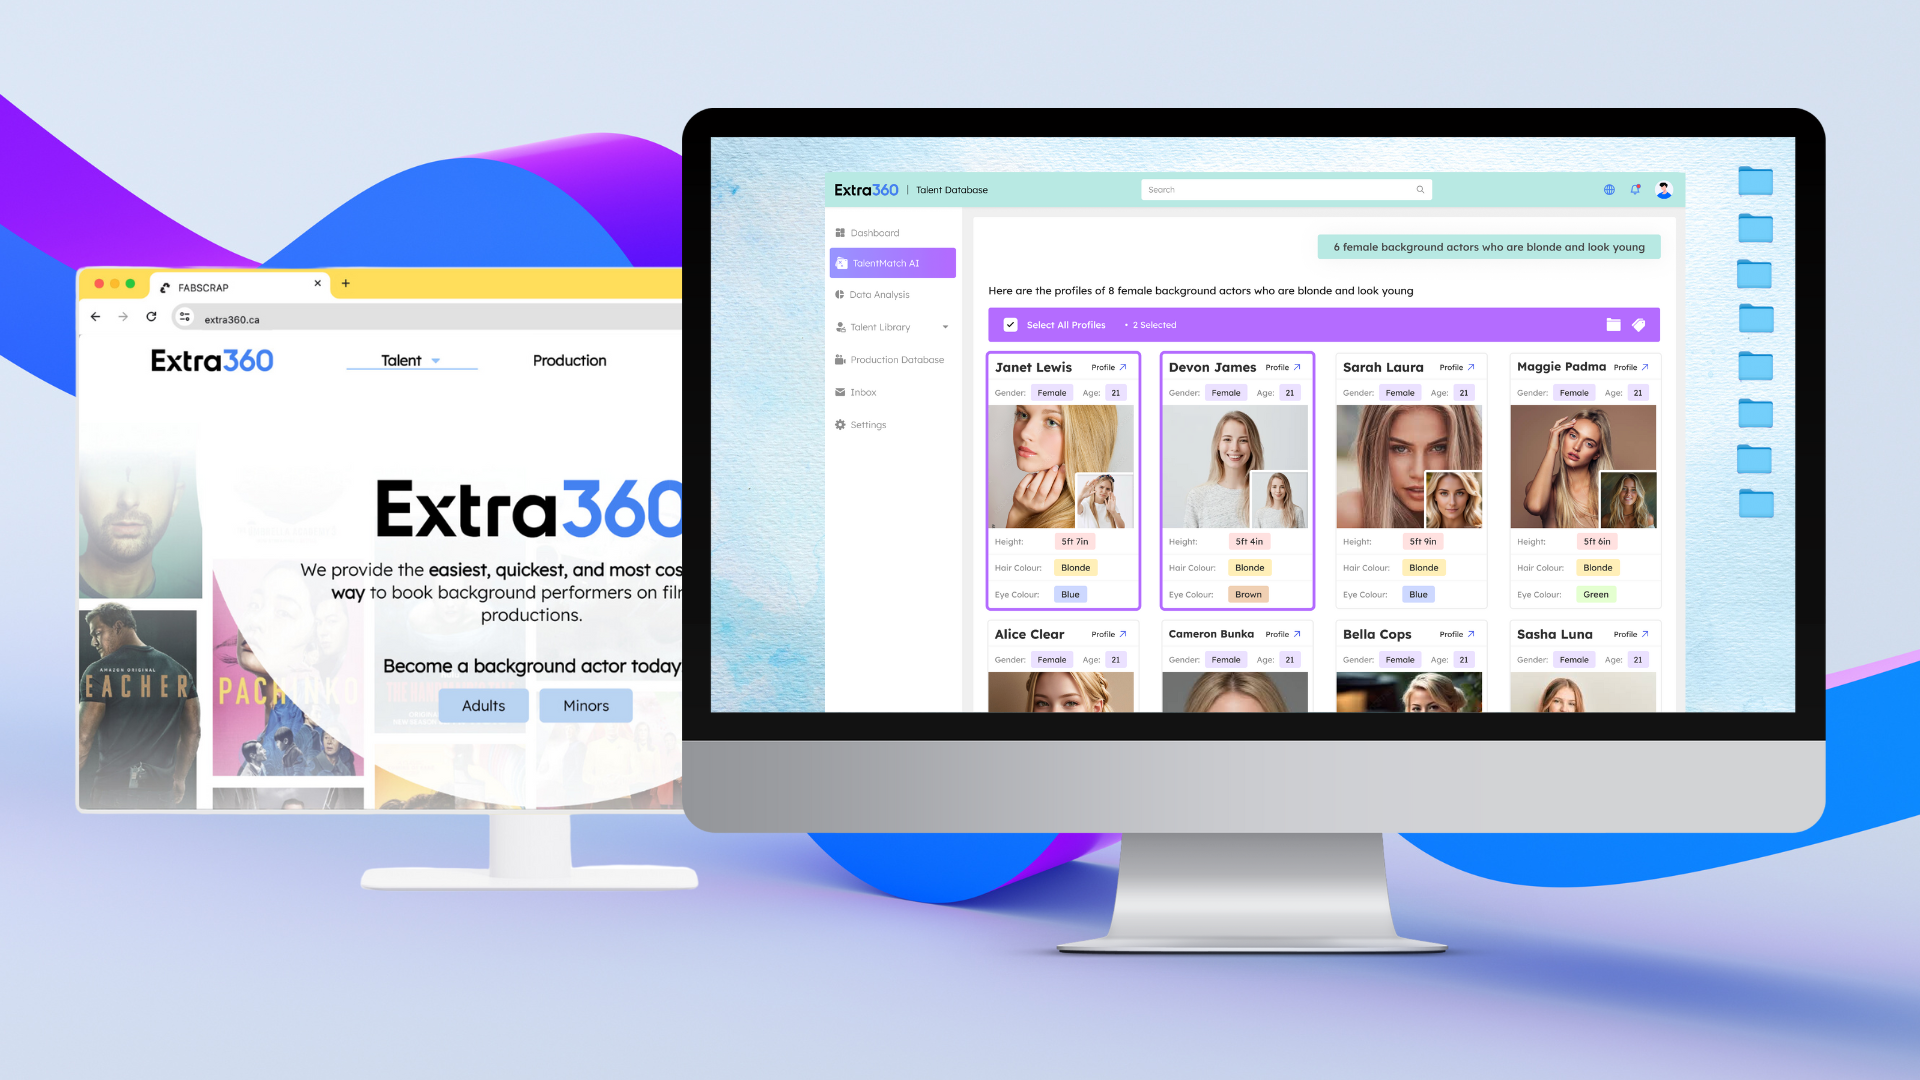 FABSCRAP
extra360.ca
Extra360
Talent
Production
Extra360
We provide the easiest, quickest, and most cos
way to book background performers on fil
productions.
Become a background actor today
Adults
Minors
AMAZON ORIGINAL
EACHER
PACHINKO
Extra360 | Talent Database
Search
Dashboard
TalentMatch AI
Data Analysis
Talent Library
Production Database
Inbox
Settings
6 female background actors who are blonde and look young
Here are the profiles of 8 female background actors who are blonde and look young
Select All Profiles • 2 Selected
Janet Lewis Profile
Gender: Female Age: 21
Height: 5ft 7in
Hair Colour: Blonde
Eye Colour: Blue
Devon James Profile
Gender: Female Age: 21
Height: 5ft 4in
Hair Colour: Blonde
Eye Colour: Brown
Sarah Laura Profile
Gender: Female Age: 21
Height: 5ft 9in
Hair Colour: Blonde
Eye Colour: Blue
Maggie Padma Profile
Gender: Female Age: 21
Height: 5ft 6in
Hair Colour: Blonde
Eye Colour: Green
Alice Clear Profile
Gender: Female Age: 21
Cameron Bunka Profile
Gender: Female Age: 21
Bella Cops Profile
Gender: Female Age: 21
Sasha Luna Profile
Gender: Female Age: 21